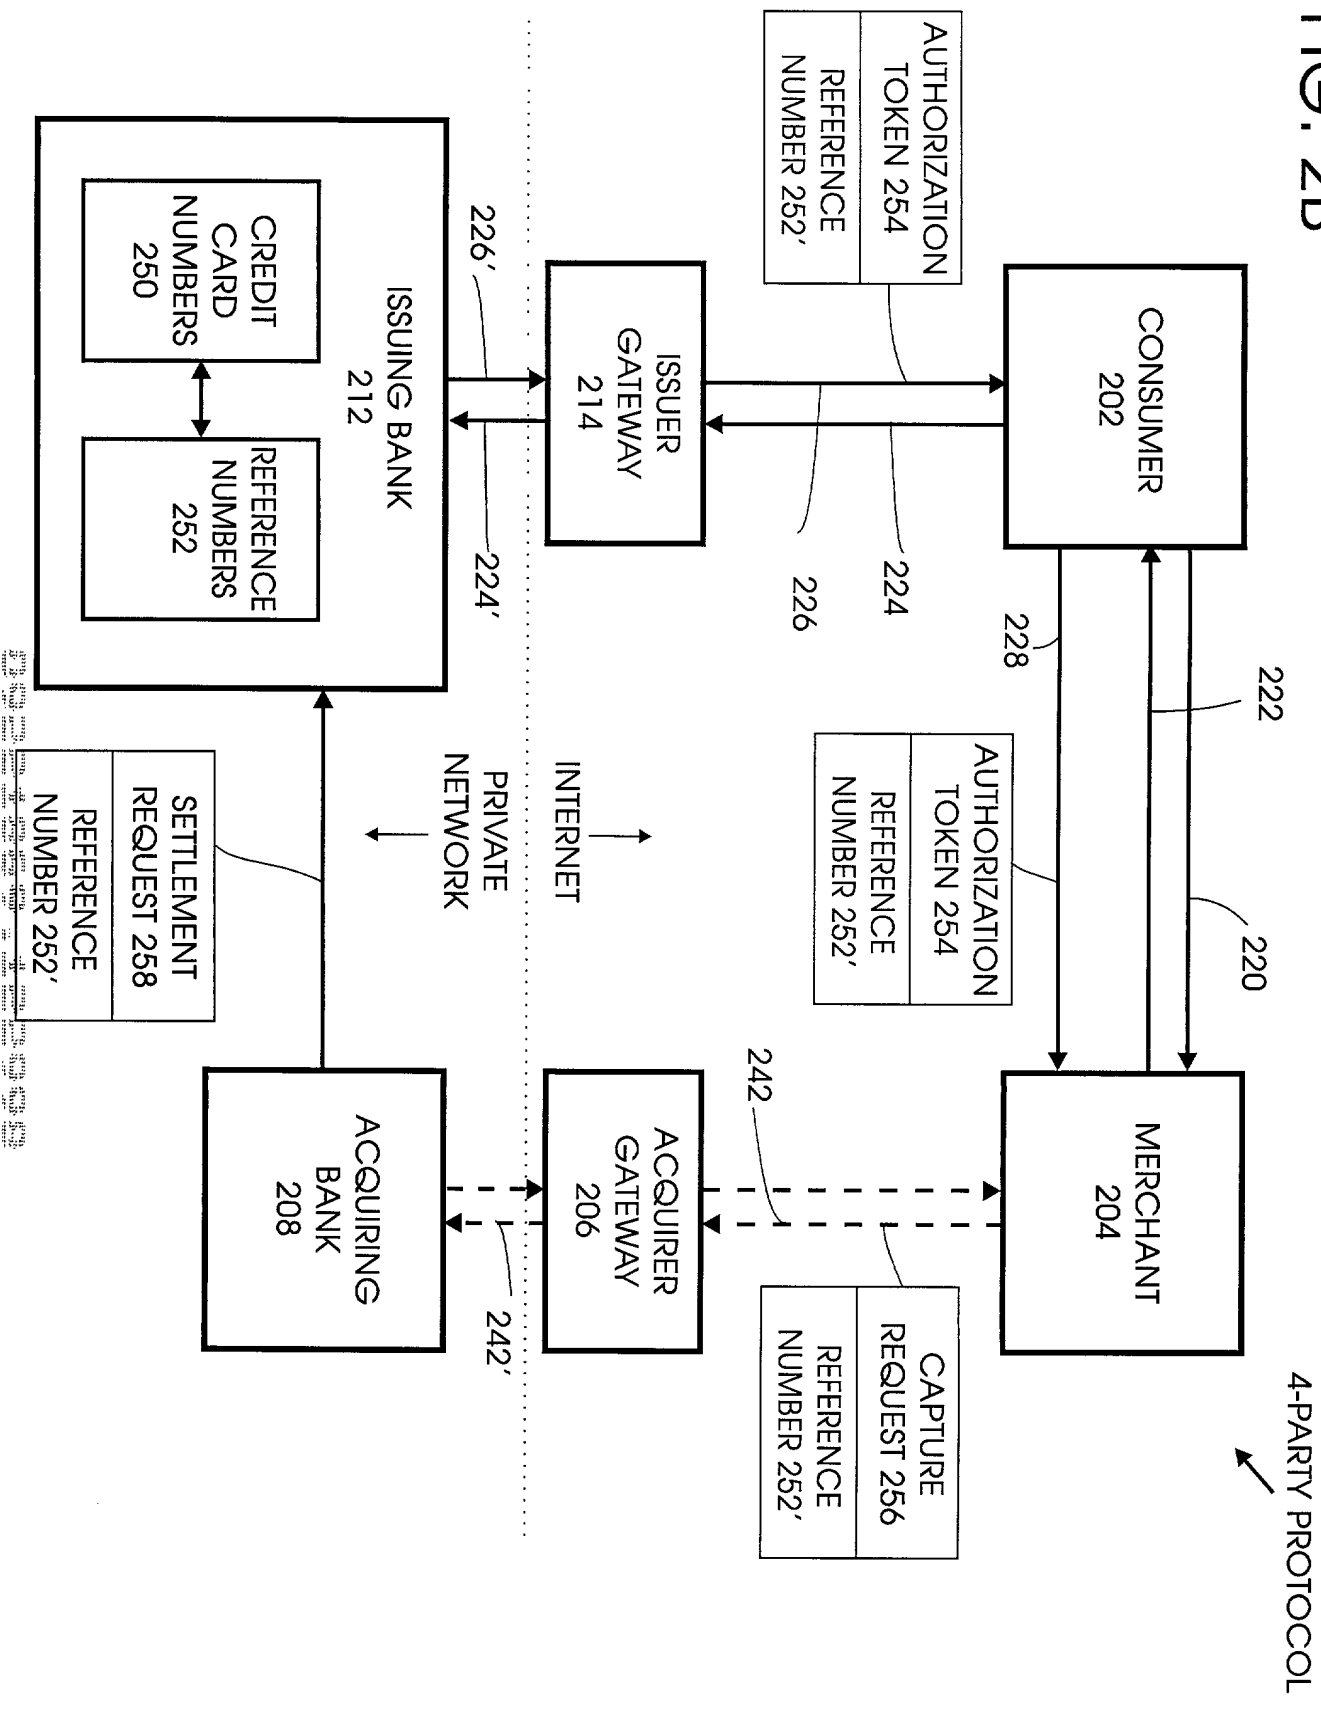 FIG. 2B
4-PARTY PROTOCOL
CONSUMER
202
MERCHANT
204
220
222
228
AUTHORIZATION
TOKEN 254
REFERENCE
NUMBER 252'
AUTHORIZATION
TOKEN 254
REFERENCE
NUMBER 252'
224
226
242
CAPTURE
REQUEST 256
REFERENCE
NUMBER 252'
ISSUER
GATEWAY
214
ACQUIRER
GATEWAY
206
INTERNET
PRIVATE
NETWORK
226'
224'
242'
ISSUING BANK
212
CREDIT
CARD
NUMBERS
250
REFERENCE
NUMBERS
252
ACQUIRING
BANK
208
SETTLEMENT
REQUEST 258
REFERENCE
NUMBER 252'